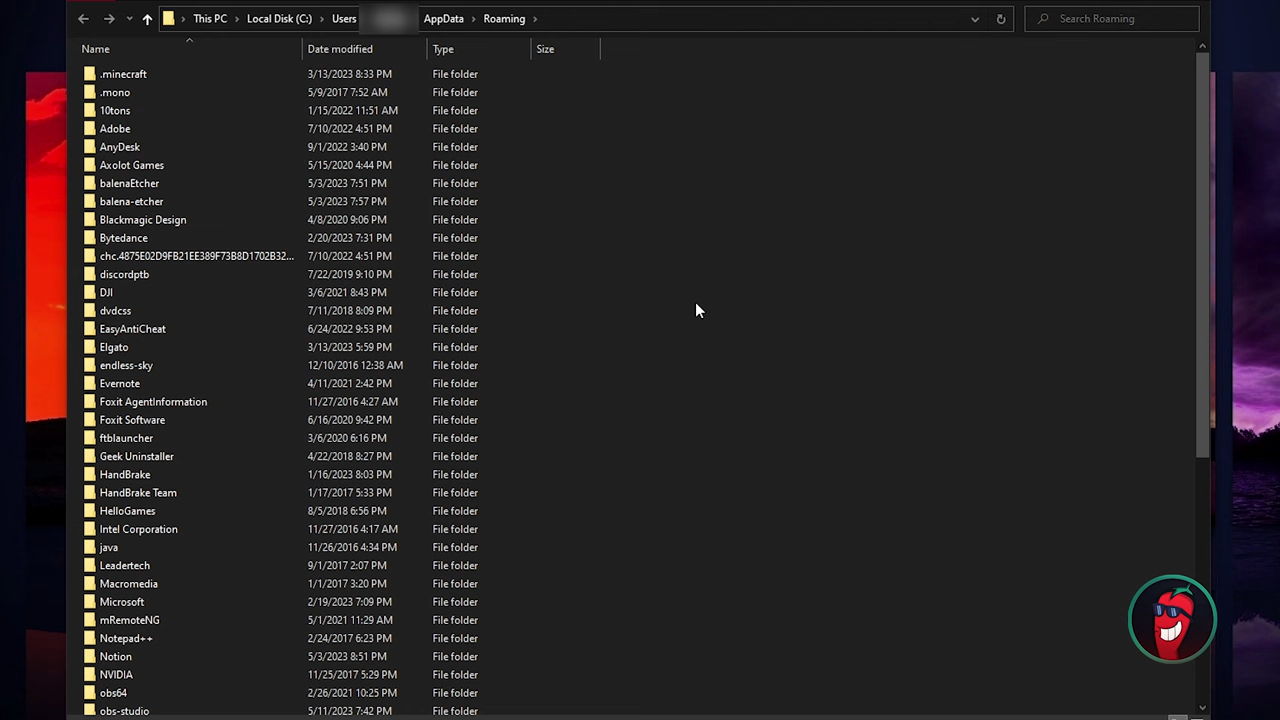 This PC Local Disk (C:) Users AppData Roaming Search Roaming
Name Date modified Type Size
.minecraft 3/13/2023 8:33 PM File folder
.mono 5/9/2017 7:52 AM File folder
10tons 1/15/2022 11:51 AM File folder
Adobe 7/10/2022 4:51 PM File folder
AnyDesk 9/1/2022 3:40 PM File folder
Axolot Games 5/15/2020 4:44 PM File folder
balenaEtcher 5/3/2023 7:51 PM File folder
balena-etcher 5/3/2023 7:57 PM File folder
Blackmagic Design 4/8/2020 9:06 PM File folder
Bytedance 2/20/2023 7:31 PM File folder
chc.4875E02D9FB21EE389F73B8D1702B32... 7/10/2022 4:51 PM File folder
discordptb 7/22/2019 9:10 PM File folder
DJI 3/6/2021 8:43 PM File folder
dvdcss 7/11/2018 8:09 PM File folder
EasyAntiCheat 6/24/2022 9:53 PM File folder
Elgato 3/13/2023 5:59 PM File folder
endless-sky 12/10/2016 12:38 AM File folder
Evernote 4/11/2021 2:42 PM File folder
Foxit AgentInformation 11/27/2016 4:27 AM File folder
Foxit Software 6/16/2020 9:42 PM File folder
ftblauncher 3/6/2020 6:16 PM File folder
Geek Uninstaller 4/22/2018 8:27 PM File folder
HandBrake 1/16/2023 8:03 PM File folder
HandBrake Team 1/17/2017 5:33 PM File folder
HelloGames 8/5/2018 6:56 PM File folder
Intel Corporation 11/27/2016 4:17 AM File folder
java 11/26/2016 4:34 PM File folder
Leadertech 9/1/2017 2:07 PM File folder
Macromedia 1/1/2017 3:20 PM File folder
Microsoft 2/19/2023 7:09 PM File folder
mRemoteNG 5/1/2021 11:29 AM File folder
Notepad++ 2/24/2017 6:23 PM File folder
Notion 5/3/2023 8:51 PM File folder
NVIDIA 11/25/2017 5:29 PM File folder
obs64 2/26/2021 10:25 PM File folder
obs-studio 5/11/2023 7:42 PM File folder